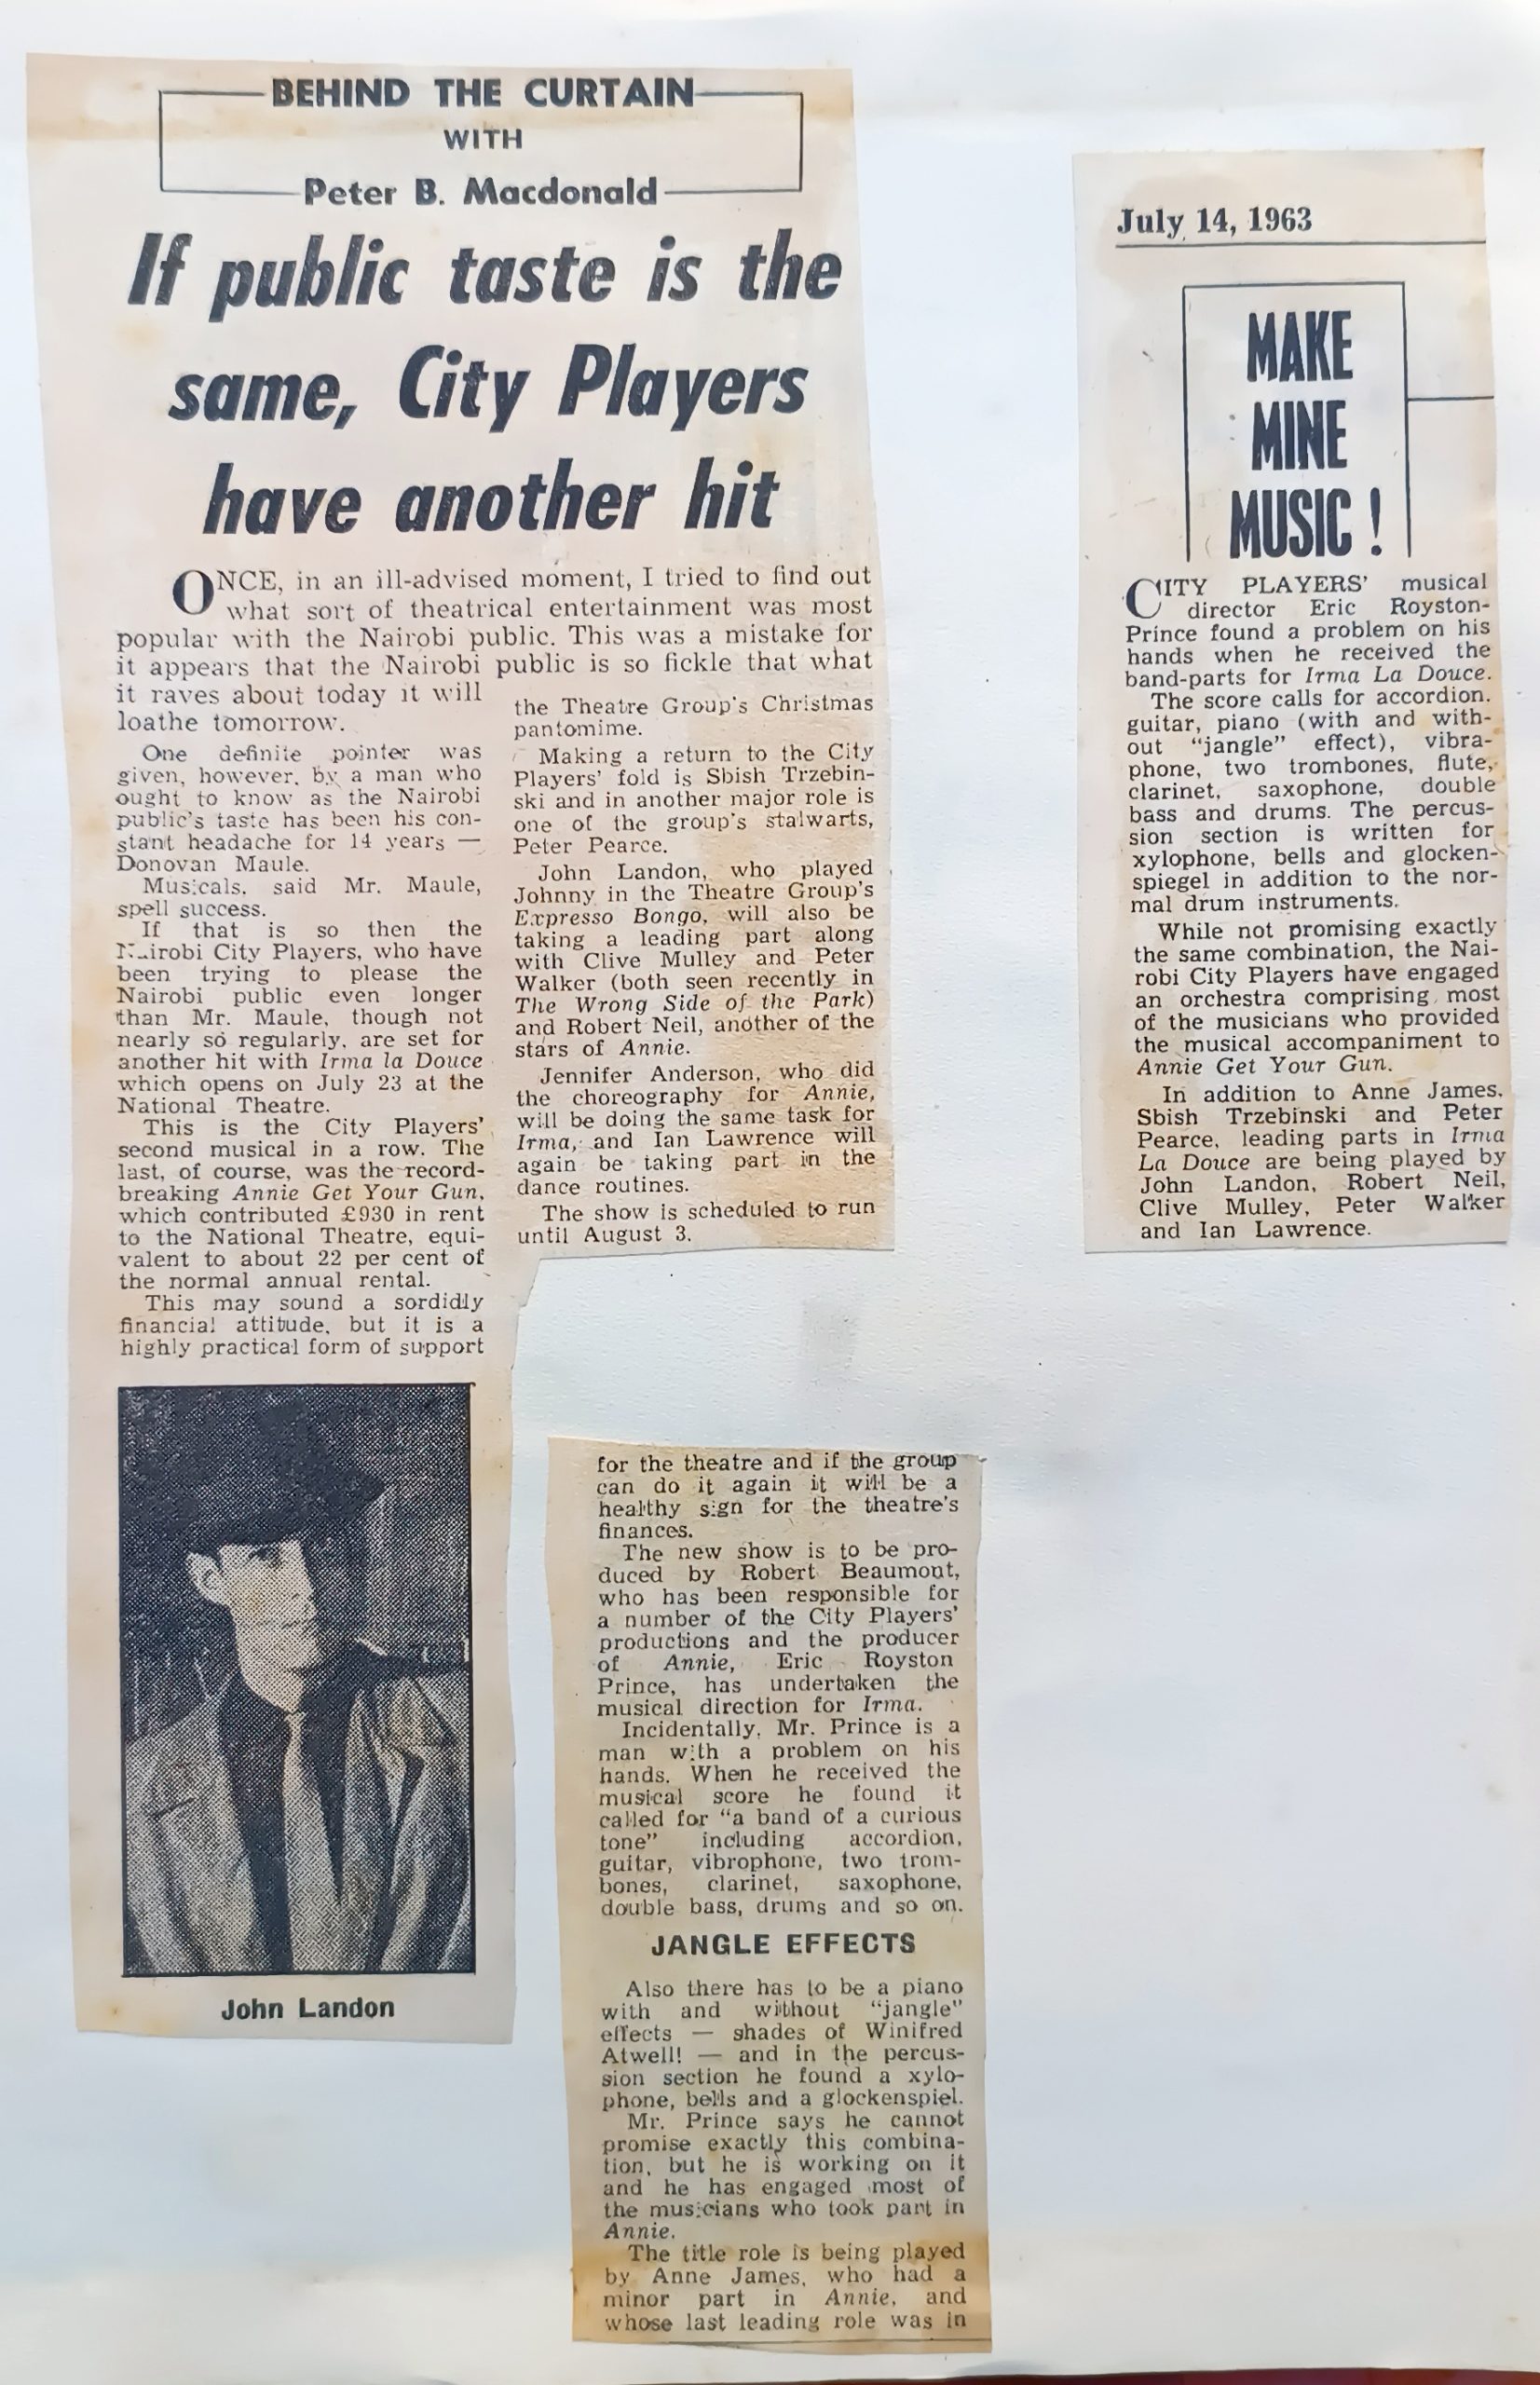 BEHIND THE CURTAIN
WITH
Peter B. Macdonald
If public taste is the
same, City Players
have another hit
ONCE, in an ill-advised moment, I tried to find out
what sort of theatrical entertainment was most
popular with the Nairobi public. This was a mistake for
it appears that the Nairobi public is so fickle that what
it raves about today it will
loathe tomorrow.
One definite pointer was
given, however, by a man who
ought to know as the Nairobi
public's taste has been his con-
stant headache for 14 years —
Donovan Maule.
Musicals, said Mr. Maule,
spell success.
If that is so then the
Nairobi City Players, who have
been trying to please the
Nairobi public even longer
than Mr. Maule, though not
nearly so regularly, are set for
another hit with Irma la Douce
which opens on July 23 at the
National Theatre.
This is the City Players'
second musical in a row. The
last, of course, was the record-
breaking Annie Get Your Gun,
which contributed £930 in rent
to the National Theatre, equi-
valent to about 22 per cent of
the normal annual rental.
This may sound a sordidly
financial attitude, but it is a
highly practical form of support
John Landon
for the theatre and if the group
can do it again it will be a
healthy sign for the theatre's
finances.
The new show is to be pro-
duced by Robert Beaumont,
who has been responsible for
a number of the City Players'
productions and the producer
of Annie, Eric Royston
Prince, has undertaken the
musical direction for Irma.
Incidentally, Mr. Prince is a
man with a problem on his
hands. When he received the
musical score he found it
called for "a band of a curious
tone" including accordion,
guitar, vibrophone, two trom-
bones, clarinet, saxophone,
double bass, drums and so on.
JANGLE EFFECTS
Also there has to be a piano
with and without "jangle"
effects — shades of Winifred
Atwell! — and in the percus-
sion section he found a xylo-
phone, bells and a glockenspiel.
Mr. Prince says he cannot
promise exactly this combina-
tion, but he is working on it
and he has engaged most of
the musicians who took part in
Annie.
The title role is being played
by Anne James, who had a
minor part in Annie, and
whose last leading role was in
the Theatre Group's Christmas
pantomime.
Making a return to the City
Players' fold is Sbish Trzebin-
ski and in another major role is
one of the group's stalwarts,
Peter Pearce.
John Landon, who played
Johnny in the Theatre Group's
Expresso Bongo, will also be
taking a leading part along
with Clive Mulley and Peter
Walker (both seen recently in
The Wrong Side of the Park)
and Robert Neil, another of the
stars of Annie.
Jennifer Anderson, who did
the choreography for Annie,
will be doing the same task for
Irma, and Ian Lawrence will
again be taking part in the
dance routines.
The show is scheduled to run
until August 3.
July 14, 1963
MAKE
MINE
MUSIC!
CITY PLAYERS' musical
director Eric Royston-
Prince found a problem on his
hands when he received the
band-parts for Irma La Douce.
The score calls for accordion.
guitar, piano (with and with-
out "jangle" effect), vibra-
phone, two trombones, flute,
clarinet, saxophone, double
bass and drums. The percus-
sion section is written for
xylophone, bells and glocken-
spiegel in addition to the nor-
mal drum instruments.
While not promising exactly
the same combination, the Nai-
robi City Players have engaged
an orchestra comprising most
of the musicians who provided
the musical accompaniment to
Annie Get Your Gun.
In addition to Anne James,
Sbish Trzebinski and Peter
Pearce, leading parts in Irma
La Douce are being played by
John Landon, Robert Neil,
Clive Mulley, Peter Walker
and Ian Lawrence.